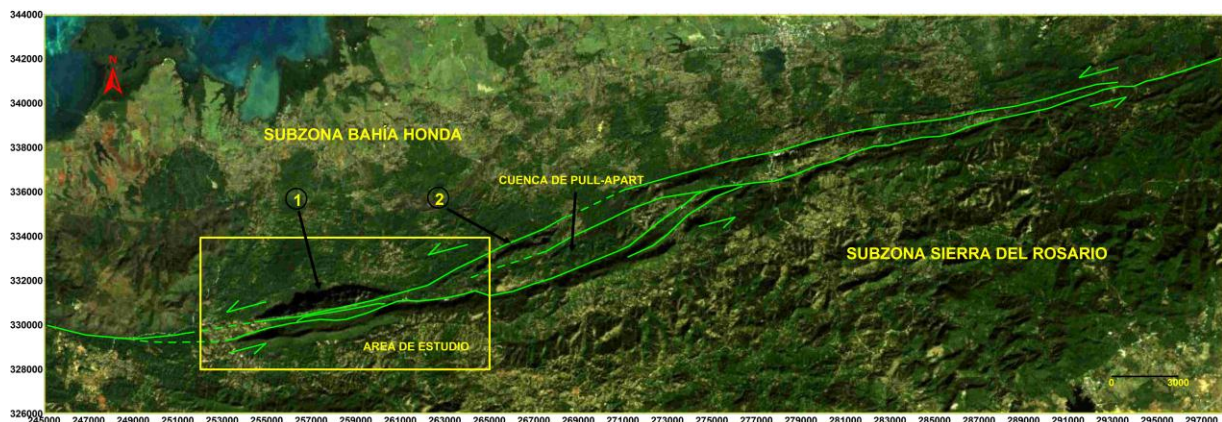 344000
342000
340000
338000
336000
334000
332000
330000
328000
326000
N
SUBZONA BAHÍA HONDA
CUENCA DE PULL-APART
1
2
SUBZONA SIERRA DEL ROSARIO
AREA DE ESTUDIO
0 3000
245000 247000 249000 251000 253000 255000 257000 259000 261000 263000 265000 267000 269000 271000 273000 275000 277000 279000 281000 283000 285000 287000 289000 291000 293000 295000 297000